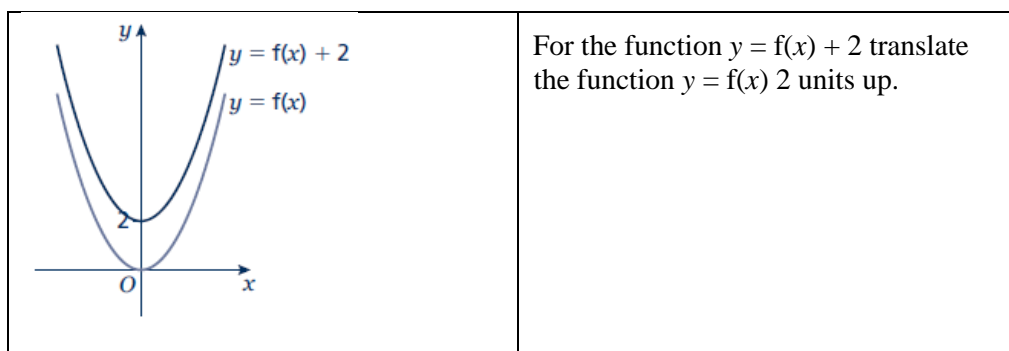 y
y = f(x) + 2
y = f(x)
2
O
x
For the function y = f(x) + 2 translate
the function y = f(x) 2 units up.